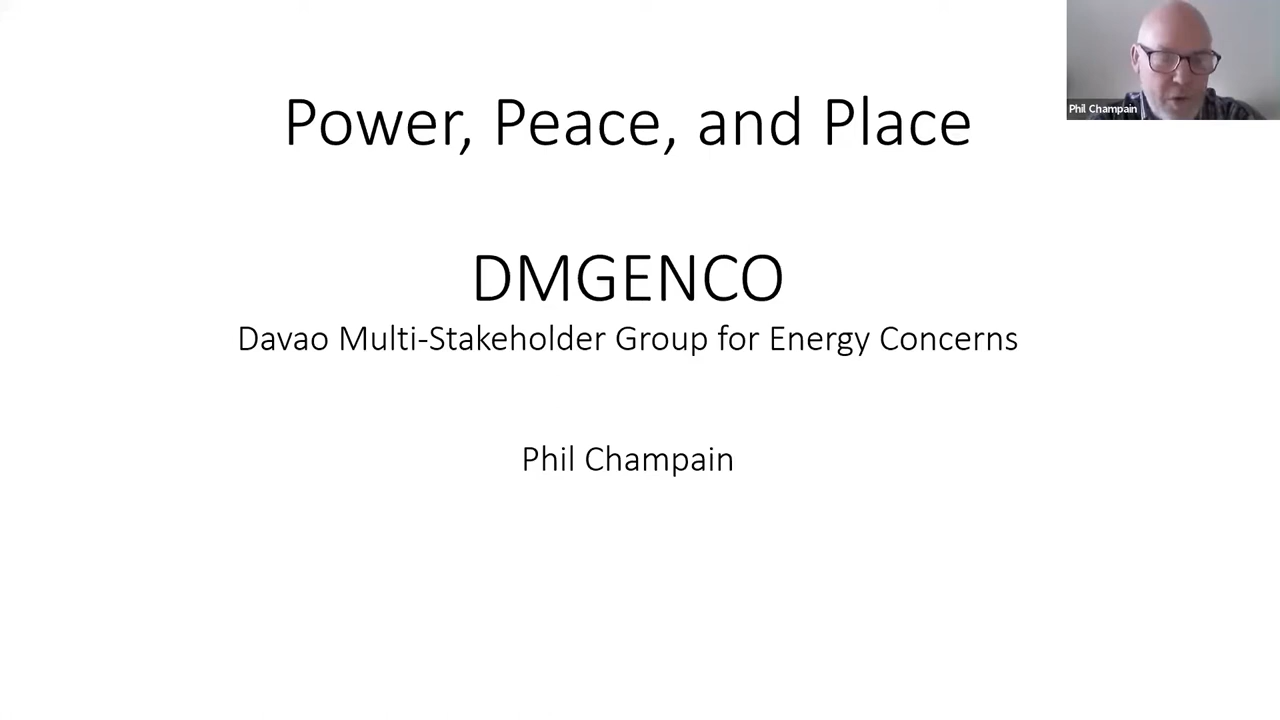 Power, Peace, and Place
Phil Champain
DMGENCO
Davao Multi-Stakeholder Group for Energy Concerns
Phil Champain